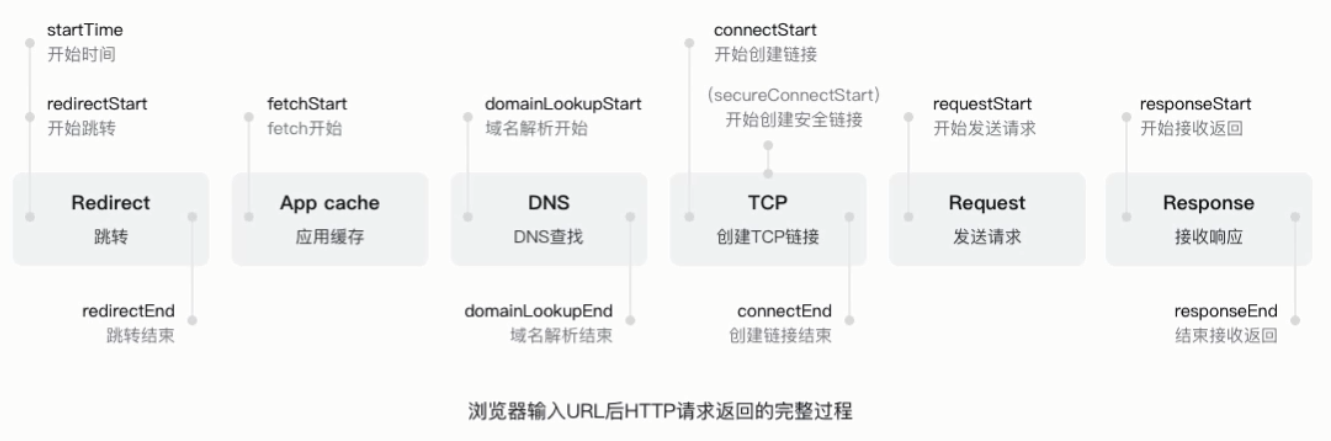 startTime
开始时间
redirectStart
开始跳转
fetchStart
fetch开始
domainLookupStart
域名解析开始
connectStart
开始创建链接
(secureConnectStart)
开始创建安全链接
requestStart
开始发送请求
responseStart
开始接收返回
Redirect
跳转
App cache
应用缓存
DNS
DNS查找
TCP
创建TCP链接
Request
发送请求
Response
接收响应
redirectEnd
跳转结束
domainLookupEnd
域名解析结束
connectEnd
创建链接结束
responseEnd
结束接收返回
浏览器输入URL后HTTP请求返回的完整过程